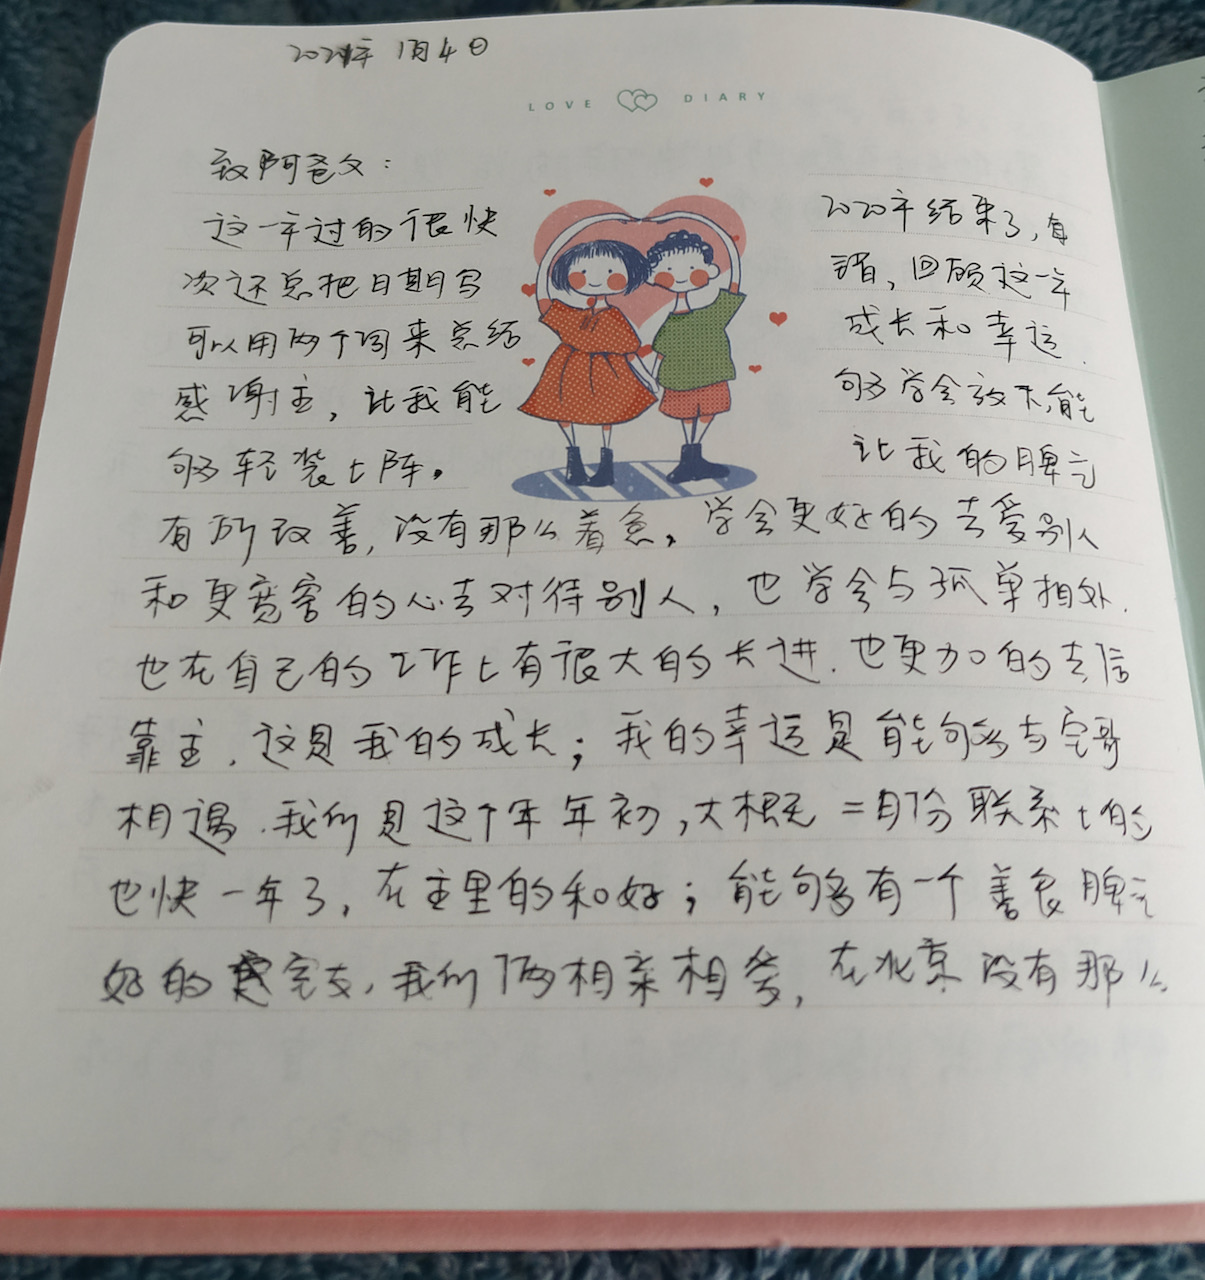 2021年1月4日
LOVE DIARY
致阿爸父：
这一年过的很快 2020年结束了，每
次还总把日期写错，回顾这一年
可以用两个词来总结 成长和幸运.
感谢主，让我能够学会放下，能
够轻装上阵。 让我的脾气
有所改善，没有那么着急。学会更好的去爱别人
和更宽容的心去对待别人，也学会与孤单相处.
也在自己的工作上有很大的长进.也更加的去信
靠主.这是我的成长；我的幸运是能够与宝哥
相遇.我们是这个年年初，大概二月份联系上的
也快一年了，在主里的和好；能够有一个善良脾气
好的室友.我们俩相亲相爱，在北京没有那么